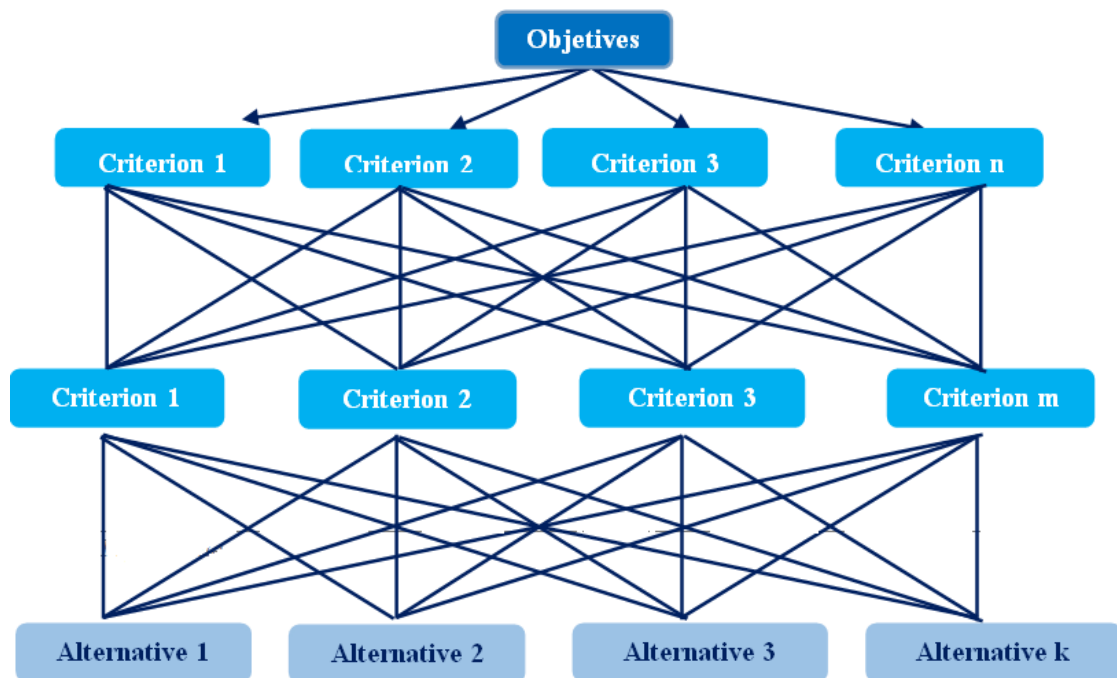 Objetives
Criterion 1
Criterion 2
Criterion 3
Criterion n
Criterion 1
Criterion 2
Criterion 3
Criterion m
Alternative 1
Alternative 2
Alternative 3
Alternative k